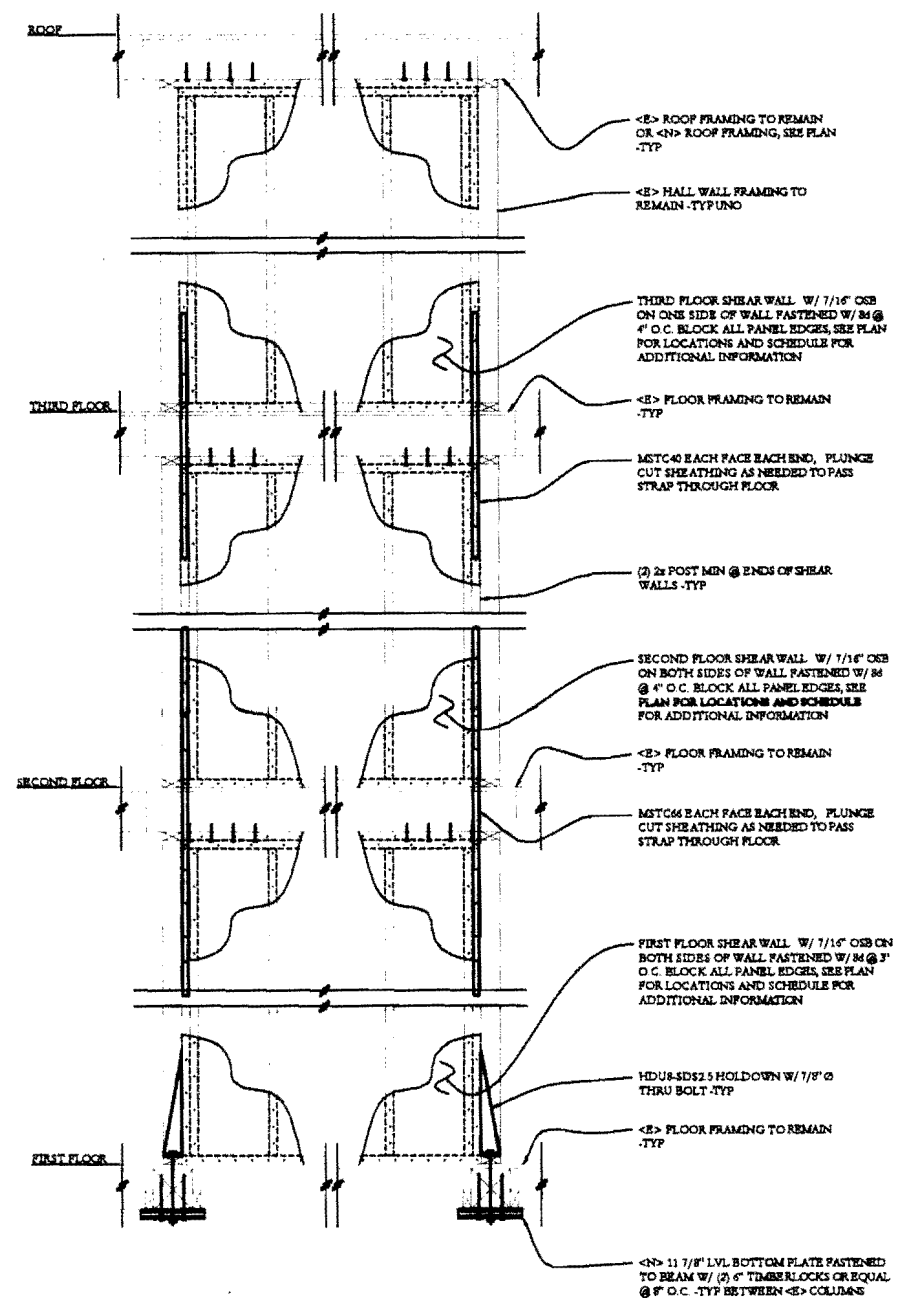 ROOF
<E> ROOF FRAMING TO REMAIN
OR <N> ROOF FRAMING, SEE PLAN
-TYP
<E> HALL WALL FRAMING TO
REMAIN -TYP UNO
THIRD FLOOR SHEAR WALL W/ 7/16" OSB
ON ONE SIDE OF WALL FASTENED W/ 8d @
4" O.C. BLOCK ALL PANEL EDGES, SEE PLAN
FOR LOCATIONS AND SCHEDULE FOR
ADDITIONAL INFORMATION
THIRD FLOOR
<E> FLOOR FRAMING TO REMAIN
-TYP
MSTC40 EACH FACE EACH END, PLUNGE
CUT SHEATHING AS NEEDED TO PASS
STRAP THROUGH FLOOR
(2) 2x POST MIN @ ENDS OF SHEAR
WALLS -TYP
SECOND FLOOR SHEAR WALL W/ 7/16" OSB
ON BOTH SIDES OF WALL FASTENED W/ 8d
@ 4" O.C. BLOCK ALL PANEL EDGES, SEE
PLAN FOR LOCATIONS AND SCHEDULE
FOR ADDITIONAL INFORMATION
<E> FLOOR FRAMING TO REMAIN
-TYP
SECOND FLOOR
MSTC66 EACH FACE EACH END, PLUNGE
CUT SHEATHING AS NEEDED TO PASS
STRAP THROUGH FLOOR
FIRST FLOOR SHEAR WALL W/ 7/16" OSB ON
BOTH SIDES OF WALL FASTENED W/ 8d @ 3"
O.C. BLOCK ALL PANEL EDGES, SEE PLAN
FOR LOCATIONS AND SCHEDULE FOR
ADDITIONAL INFORMATION
HDU8-SDS2.5 HOLDOWN W/ 7/8" Ø
THRU BOLT -TYP
<E> FLOOR FRAMING TO REMAIN
-TYP
FIRST FLOOR
<N> 11 7/8" LVL BOTTOM PLATE FASTENED
TO BEAM W/ (2) 6" TIMBERLOCKS OR EQUAL
@ 8" O.C. -TYP BETWEEN <E> COLUMNS